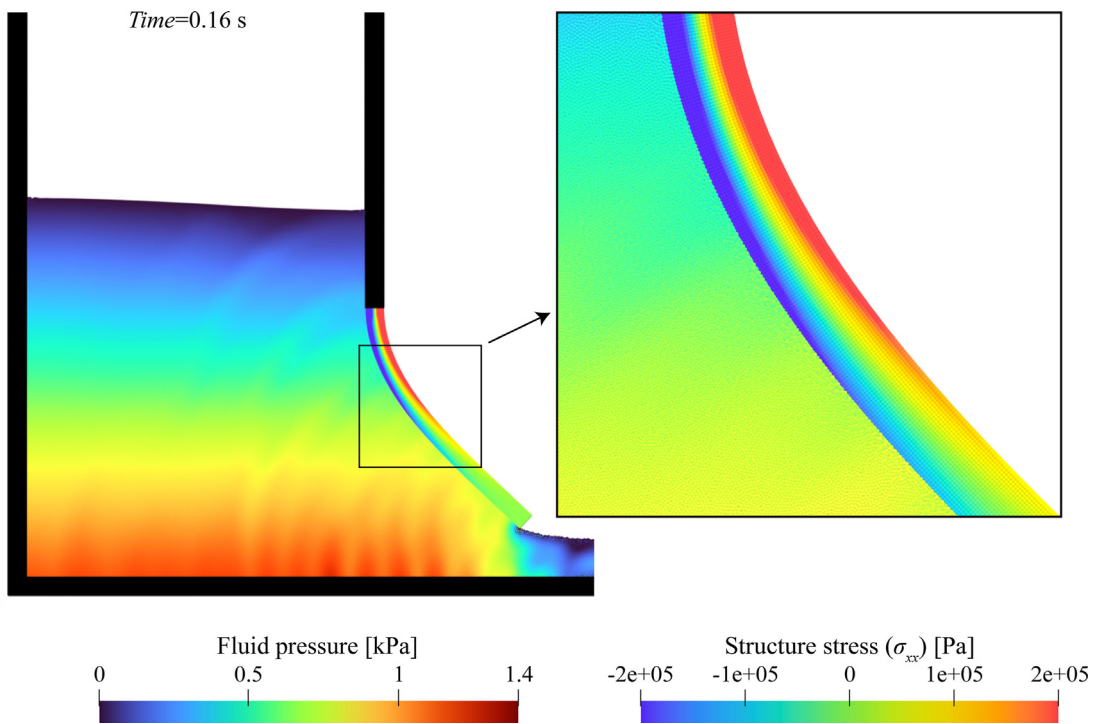 Time=0.16 s
Fluid pressure [kPa]
0 0.5 1 1.4
Structure stress (σxx) [Pa]
-2e+05 -1e+05 0 1e+05 2e+05